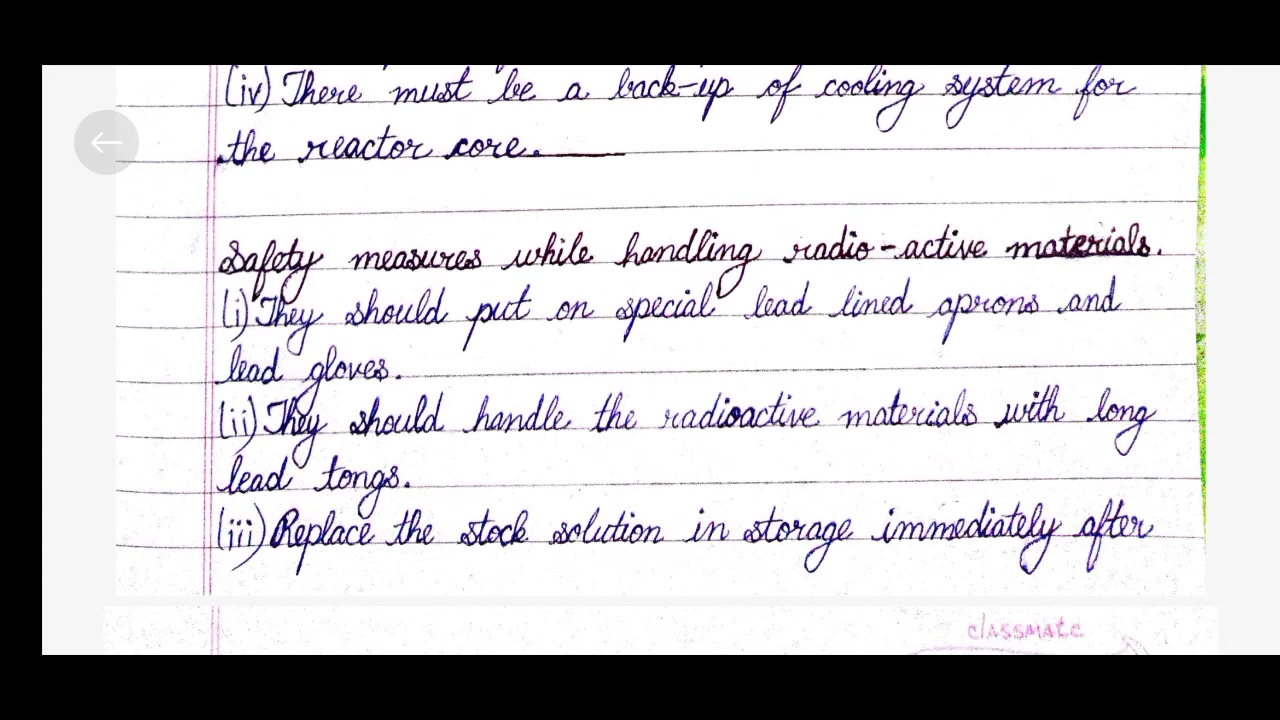 (iv) There must be a back-up of cooling system for
the reactor core.
Safety measures while handling radio-active materials.
(i) They should put on special lead lined aprons and
lead gloves.
(ii) They should handle the radioactive materials with long
lead tongs.
(iii) Replace the stock solution in storage immediately after
classmate